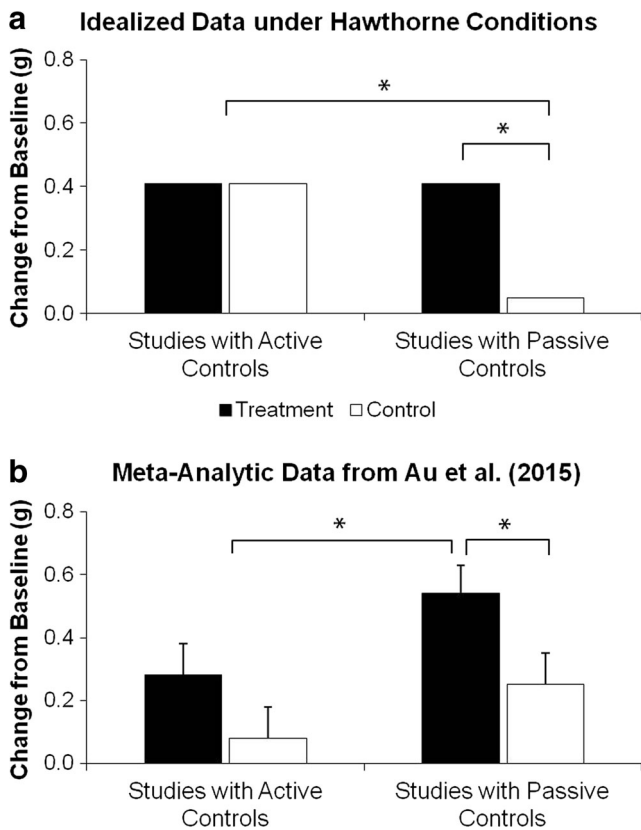 a Idealized Data under Hawthorne Conditions
Change from Baseline (g)
0.8
0.6
0.4
0.2
0.0
*
*
Studies with Active
Controls
Studies with Passive
Controls
Treatment Control
b Meta-Analytic Data from Au et al. (2015)
Change from Baseline (g)
0.8
0.6
0.4
0.2
0.0
*
*
Studies with Active
Controls
Studies with Passive
Controls